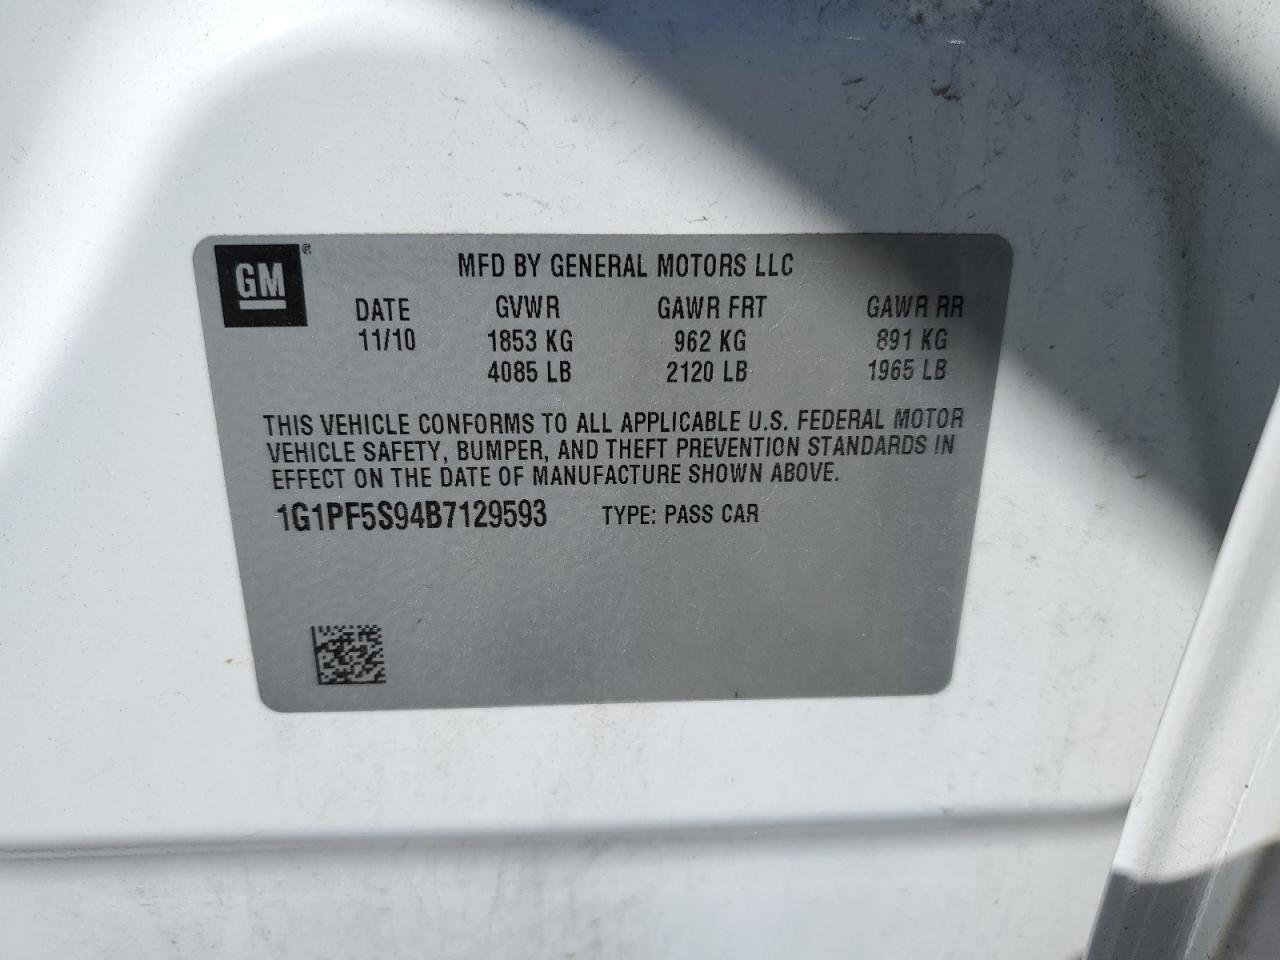 GM®
MFD BY GENERAL MOTORS LLC
DATE GVWR GAWR FRT GAWR RR
11/10 1853 KG 962 KG 891 KG
4085 LB 2120 LB 1965 LB
THIS VEHICLE CONFORMS TO ALL APPLICABLE U.S. FEDERAL MOTOR
VEHICLE SAFETY, BUMPER, AND THEFT PREVENTION STANDARDS IN
EFFECT ON THE DATE OF MANUFACTURE SHOWN ABOVE.
1G1PF5S94B7129593 TYPE: PASS CAR